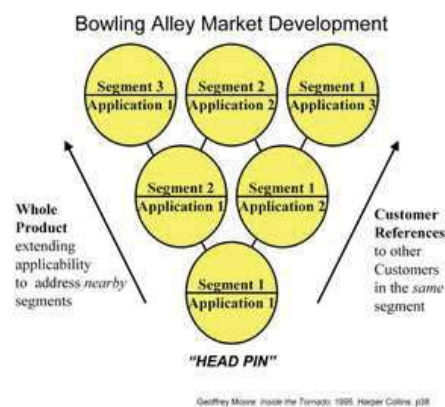 Bowling Alley Market Development
Segment 3
Application 1
Segment 2
Application 2
Segment 1
Application 3
Segment 2
Application 1
Segment 1
Application 2
Whole
Product
extending
applicability
to address nearby
segments
Customer
References
to other
Customers
in the same
segment
Segment 1
Application 1
"HEAD PIN"
Geoffrey Moore Inside the Tornado, 1995, Harper Collins, p38